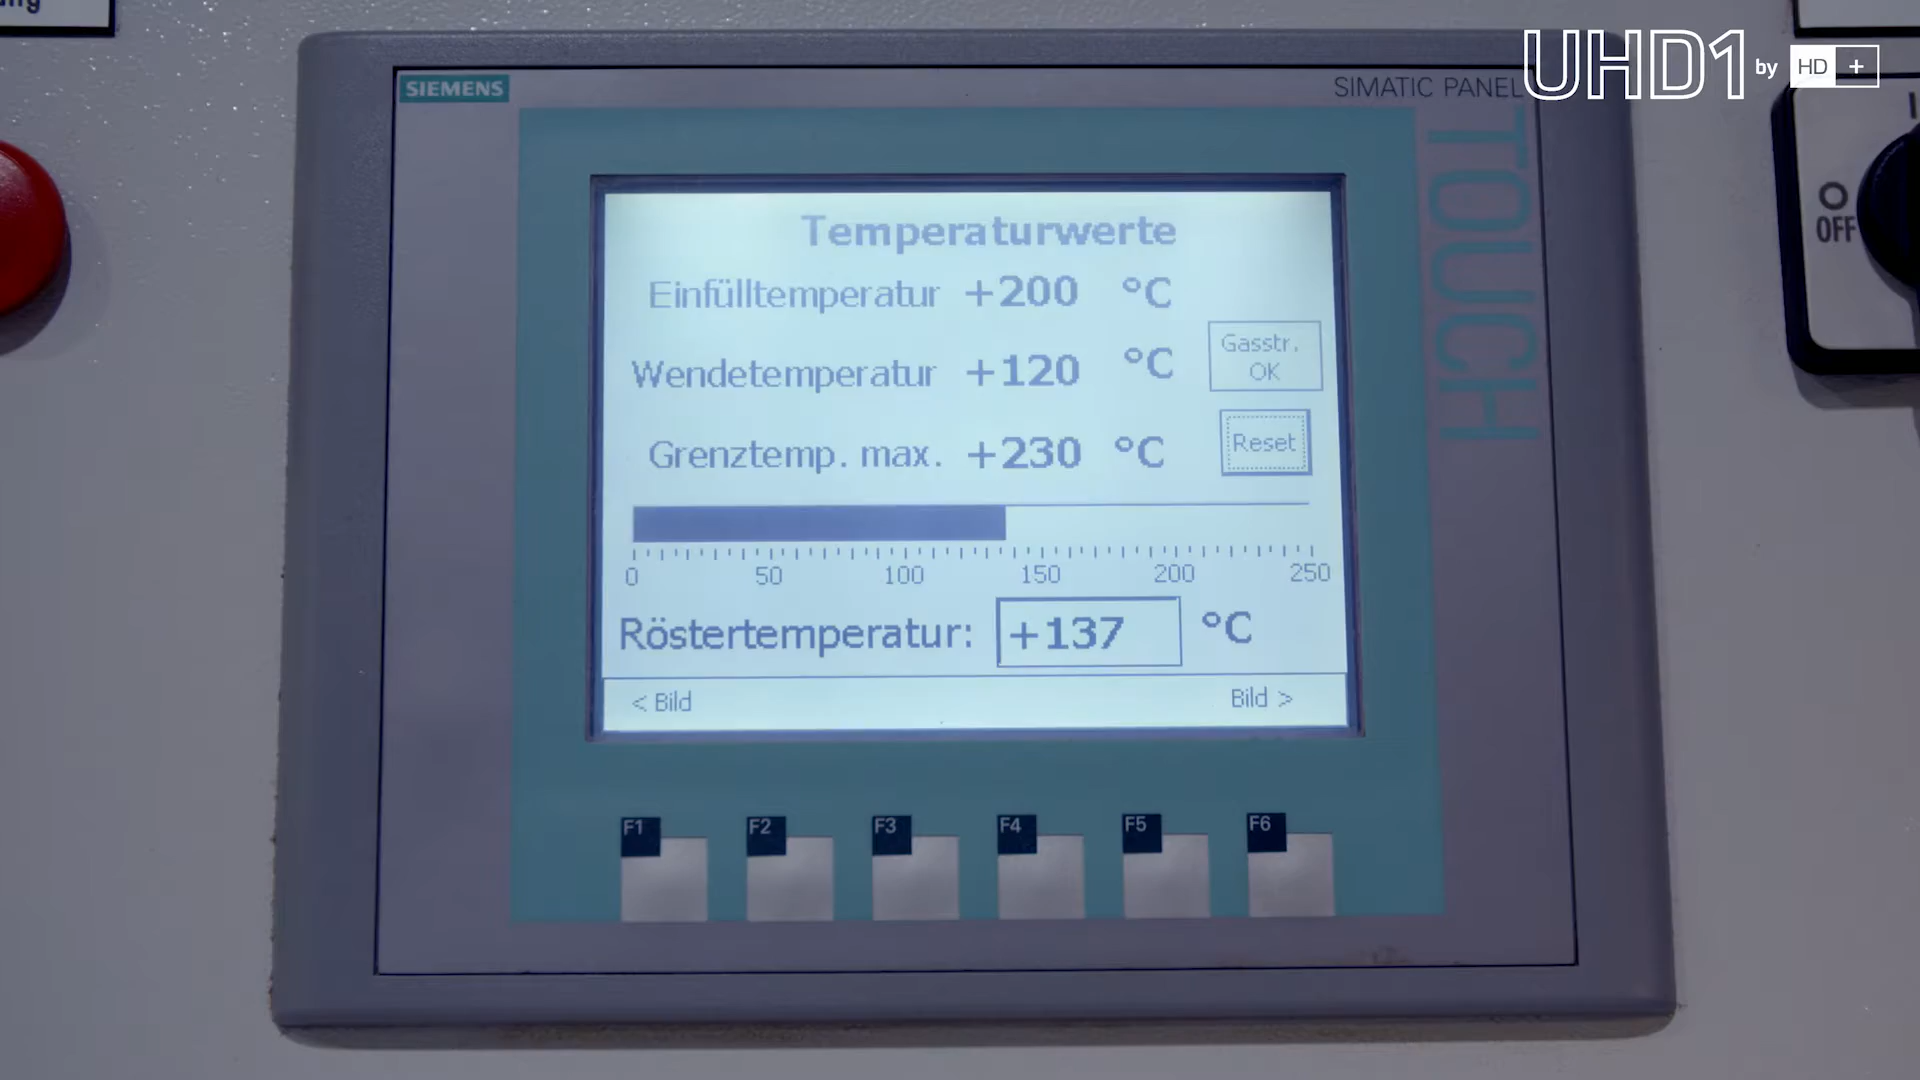 UHD1 by HD +
SIEMENS
SIMATIC PANEL
TOUCH
Temperaturwerte
Einfülltemperatur +200 °C
Wendetemperatur +120 °C
Gasstr.
OK
Grenztemp. max. +230 °C
Reset
0 50 100 150 200 250
Röstertemperatur: +137 °C
< Bild Bild >
F1 F2 F3 F4 F5 F6
O
OFF